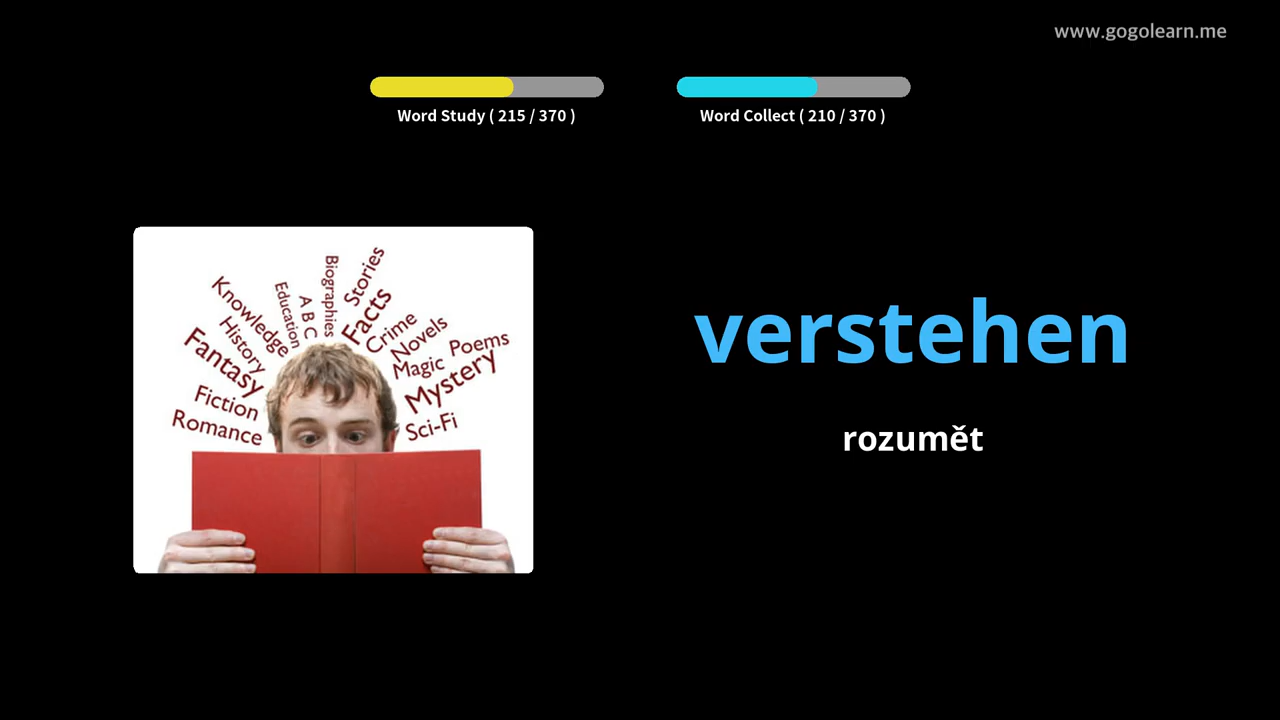 www.gogolearn.me
Word Study ( 215 / 370 )
Word Collect ( 210 / 370 )
Biographies
Stories
Education
A B C
Facts
Knowledge
Crime
History
Novels
Fantasy
Magic
Poems
Mystery
Fiction
Romance
Sci-Fi
verstehen
rozumět